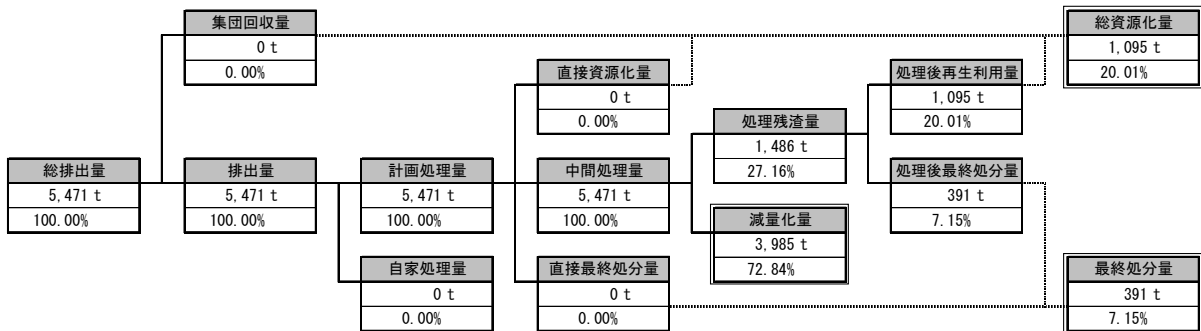 集団回収量
0 t
0.00%
総資源化量
1,095 t
20.01%
直接資源化量
0 t
0.00%
処理後再生利用量
1,095 t
20.01%
処理残渣量
1,486 t
27.16%
総排出量
5,471 t
100.00%
排出量
5,471 t
100.00%
計画処理量
5,471 t
100.00%
中間処理量
5,471 t
100.00%
処理後最終処分量
391 t
7.15%
減量化量
3,985 t
72.84%
自家処理量
0 t
0.00%
直接最終処分量
0 t
0.00%
最終処分量
391 t
7.15%